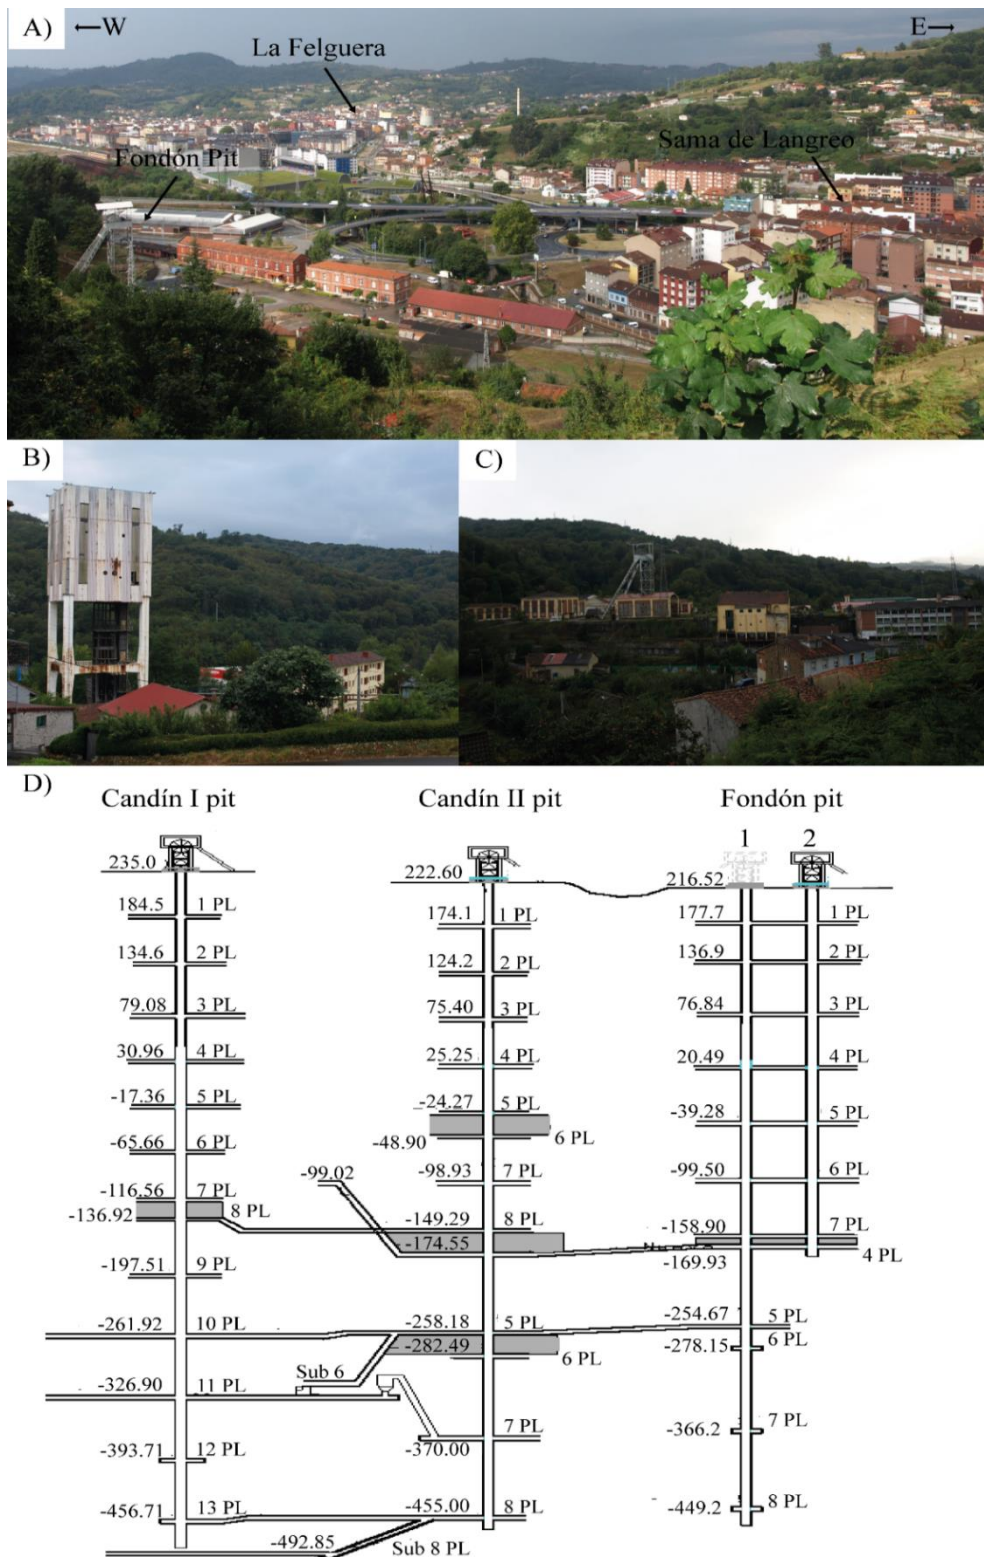 A) ←W E→
La Felguera
Fondón Pit
Sama de Langreo
B)
C)
D)
Candín I pit Candín II pit Fondón pit
1 2
235.0 222.60 216.52
184.5 1 PL 174.1 1 PL 177.7 1 PL
134.6 2 PL 124.2 2 PL 136.9 2 PL
79.08 3 PL 75.40 3 PL 76.84 3 PL
30.96 4 PL 25.25 4 PL 20.49 4 PL
-17.36 5 PL -24.27 5 PL -39.28 5 PL
-65.66 6 PL -48.90 6 PL
-99.02 -98.93 7 PL -99.50 6 PL
-116.56 7 PL
-136.92 8 PL -149.29 8 PL -158.90 7 PL
-174.55 -169.93 4 PL
-197.51 9 PL
-261.92 10 PL -258.18 5 PL -254.67 5 PL
-282.49 6 PL -278.15 6 PL
Sub 6
-326.90 11 PL
-393.71 12 PL -370.00 7 PL -366.2 7 PL
-456.71 13 PL -455.00 8 PL -449.2 8 PL
-492.85 Sub 8 PL